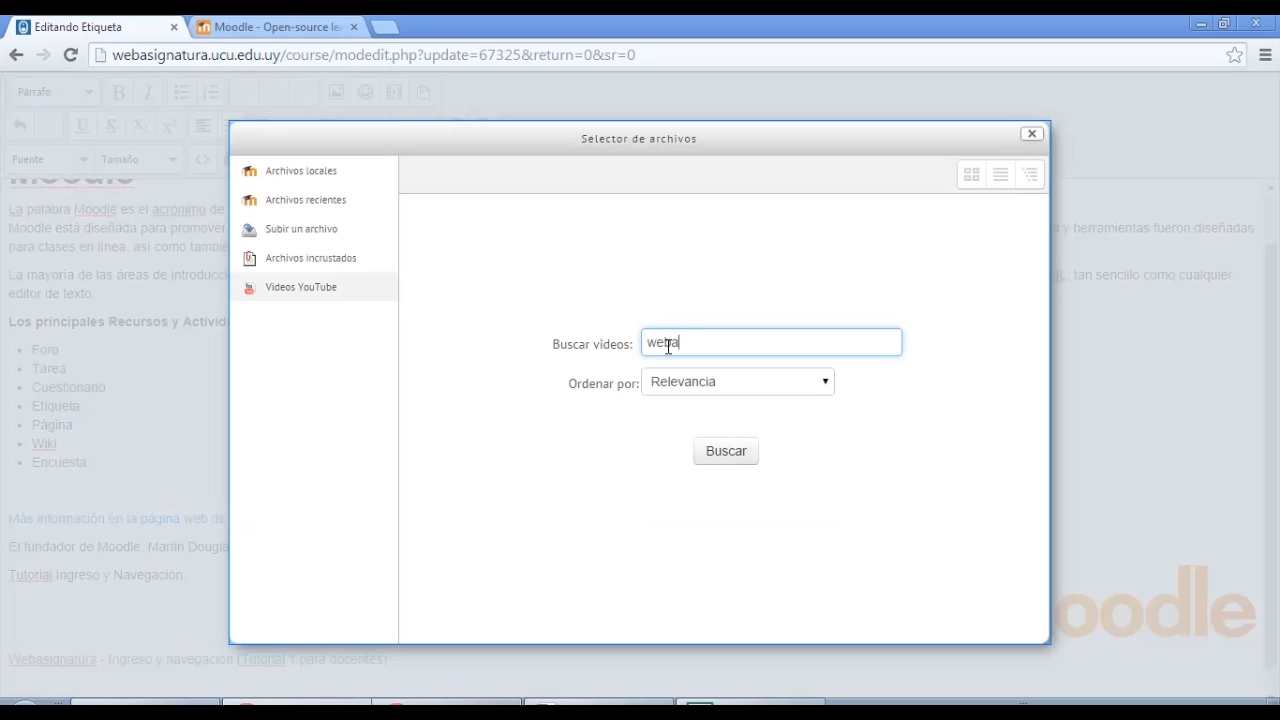 Editando Etiqueta
Moodle - Open-source lea
webasignatura.ucu.edu.uy/course/modedit.php?update=67325&return=0&sr=0
Párrafo
Fuente
Tamaño
Selector de archivos
Archivos locales
Archivos recientes
Subir un archivo
Archivos incrustados
Videos YouTube
Buscar videos:
weba
Ordenar por:
Relevancia
Buscar
Moodle
La palabra Moodle es el acrónimo de
Moodle está diseñada para promover y herramientas fueron diseñadas
para clases en línea, así como tambié
La mayoría de las áreas de introducci tan sencillo como cualquier
editor de texto.
Los principales Recursos y Activida
Foro
Tarea
Cuestionario
Etiqueta
Página
Wiki
Encuesta
Más información en la página web de
El fundador de Moodle, Martin Dougia
Tutorial Ingreso y Navegación.
Webasignatura - Ingreso y navegación (Tutorial 1 para docentes) -
oodle